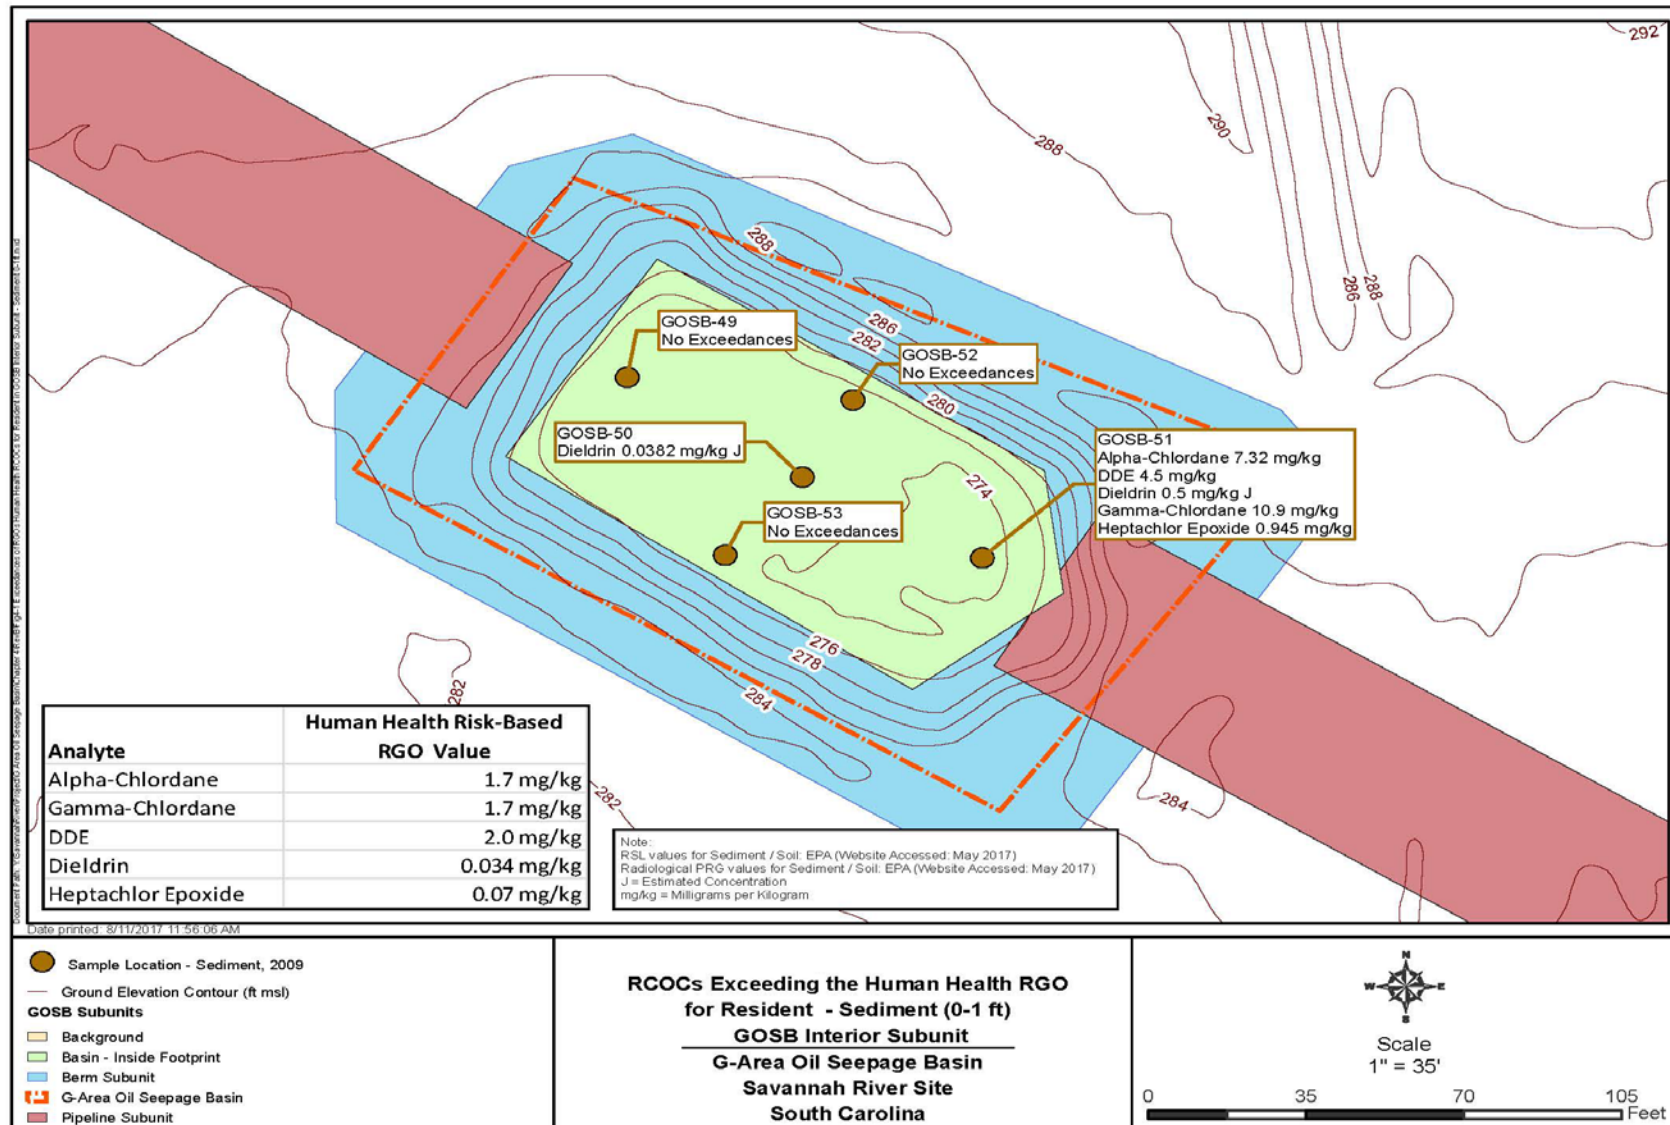 292
290
288
286
288
288
286
282
280
GOSB-49
No Exceedances
GOSB-52
No Exceedances
GOSB-50
Dieldrin 0.0382 mg/kg J
GOSB-51
Alpha-Chlordane 7.32 mg/kg
DDE 4.5 mg/kg
Dieldrin 0.5 mg/kg J
Gamma-Chlordane 10.9 mg/kg
Heptachlor Epoxide 0.945 mg/kg
274
GOSB-53
No Exceedances
276
278
284
282
282
284
Analyte Human Health Risk-Based RGO Value
Alpha-Chlordane 1.7 mg/kg
Gamma-Chlordane 1.7 mg/kg
DDE 2.0 mg/kg
Dieldrin 0.034 mg/kg
Heptachlor Epoxide 0.07 mg/kg
Note:
RSL values for Sediment / Soil: EPA (Website Accessed: May 2017)
Radiological PRG values for Sediment / Soil: EPA (Website Accessed: May 2017)
J = Estimated Concentration
mg/kg = Milligrams per Kilogram
Date printed: 8/11/2017 11:56:06 AM
Sample Location - Sediment, 2009
Ground Elevation Contour (ft msl)
GOSB Subunits
Background
Basin - Inside Footprint
Berm Subunit
G-Area Oil Seepage Basin
Pipeline Subunit
RCOCs Exceeding the Human Health RGO
for Resident - Sediment (0-1 ft)
GOSB Interior Subunit
G-Area Oil Seepage Basin
Savannah River Site
South Carolina
N
W E
S
Scale
1" = 35'
0 35 70 105
Feet